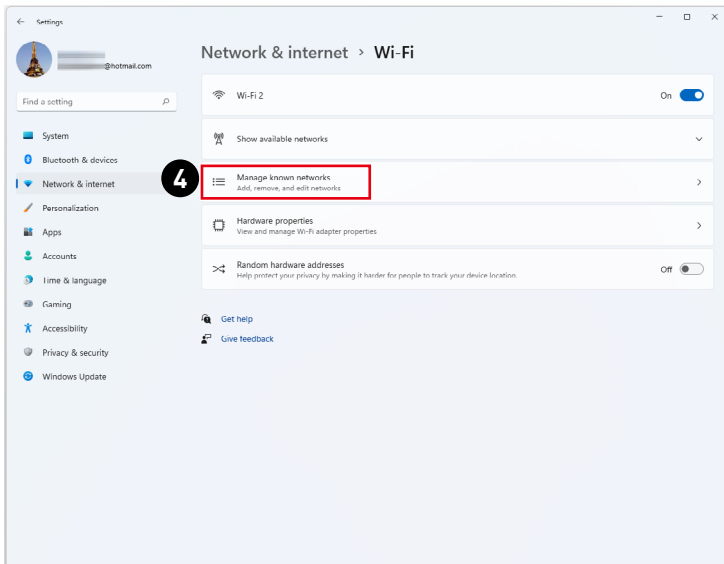 Settings
@hotmail.com
Find a setting
System
Bluetooth & devices
Network & internet
Personalization
Apps
Accounts
Time & language
Gaming
Accessibility
Privacy & security
Windows Update
Network & internet > Wi-Fi
Wi-Fi 2
On
Show available networks
4
Manage known networks
Add, remove, and edit networks
Hardware properties
View and manage Wi-Fi adapter properties
Random hardware addresses
Help protect your privacy by making it harder for people to track your device location.
Off
Get help
Give feedback